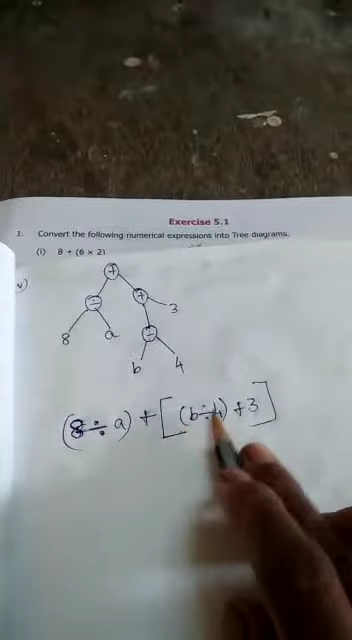 Exercise 5.1
1. Convert the following numerical expressions into Tree diagrams.
(i) 8 + (6 × 2)
v)
+
÷ +
3
8 a ÷
b 4
(8 ÷ a) + [(b ÷ 4) + 3]